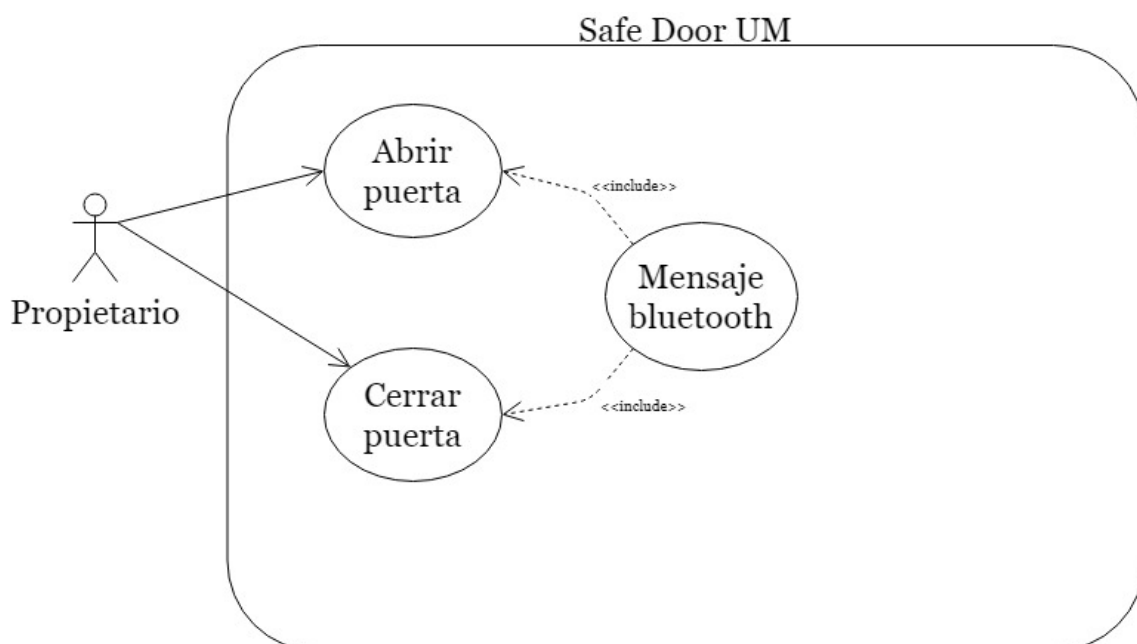 Safe Door UM
Abrir
puerta
<<include>>
Mensaje
bluetooth
Propietario
Cerrar
puerta
<<include>>